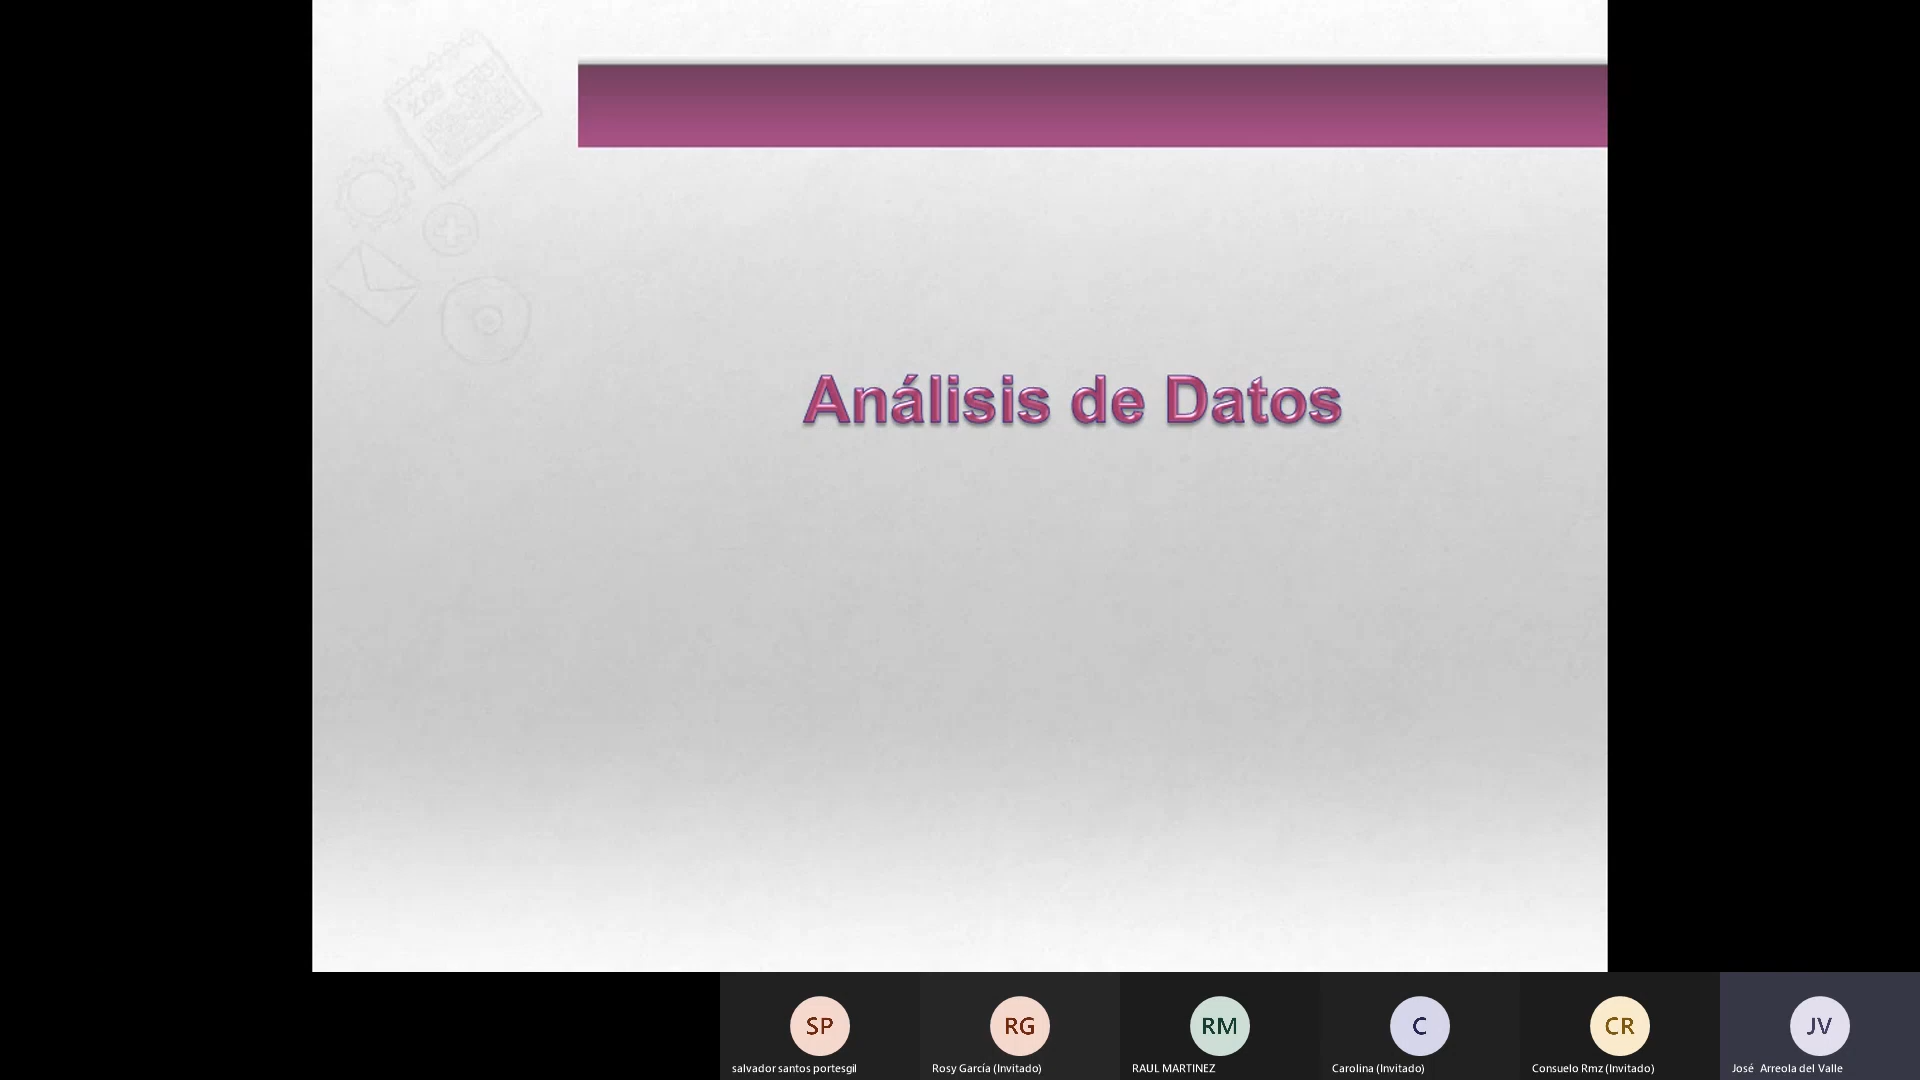 Análisis de Datos
SP
RG
RM
C
CR
JV
salvador santos portesgil
Rosy García (Invitado)
RAUL MARTINEZ
Carolina (Invitado)
Consuelo Rmz (Invitado)
José Arreola del Valle